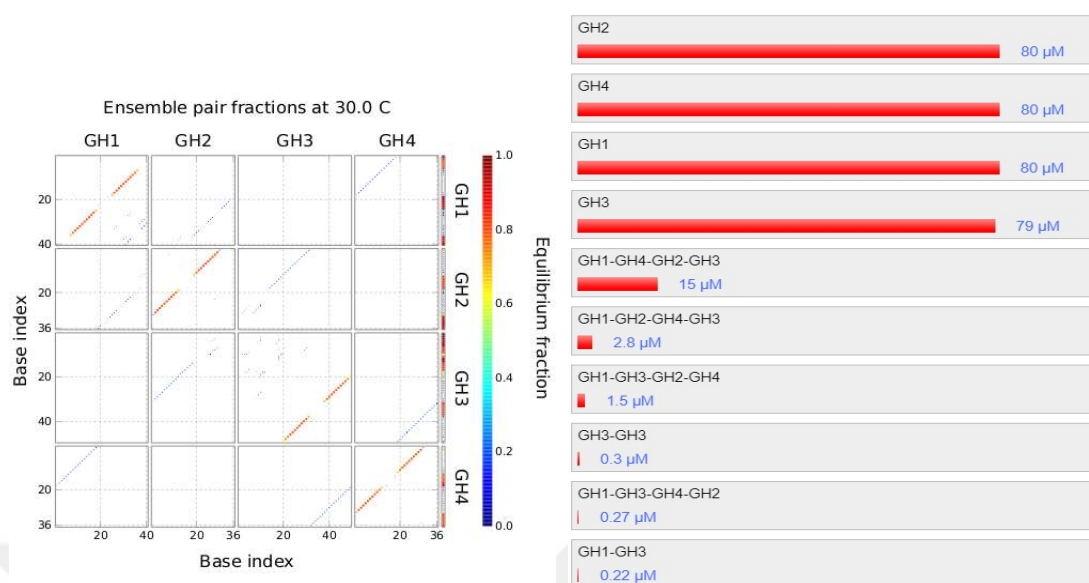 Ensemble pair fractions at 30.0 C
GH1 GH2 GH3 GH4
20
40
20
36
20
40
20
36
20 40 20 36 20 40 20 36
Base index
Base index
GH1
GH2
GH3
GH4
1.0
0.8
0.6
0.4
0.2
0.0
Equilibrium fraction
GH2
80 µM
GH4
80 µM
GH1
80 µM
GH3
79 µM
GH1-GH4-GH2-GH3
15 µM
GH1-GH2-GH4-GH3
2.8 µM
GH1-GH3-GH2-GH4
1.5 µM
GH3-GH3
0.3 µM
GH1-GH3-GH4-GH2
0.27 µM
GH1-GH3
0.22 µM